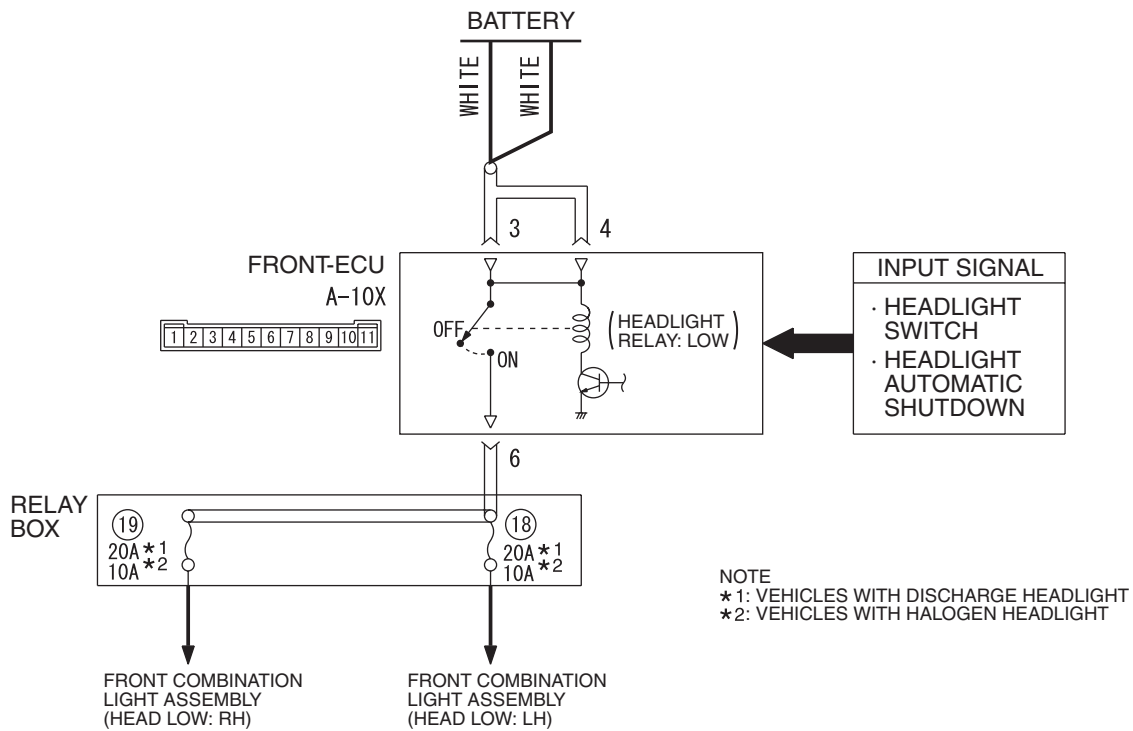 BATTERY
WHITE
WHITE
3
4
FRONT-ECU
A-10X
1 2 3 4 5 6 7 8 9 10 11
OFF
ON
(HEADLIGHT
RELAY: LOW)
INPUT SIGNAL
· HEADLIGHT
SWITCH
· HEADLIGHT
AUTOMATIC
SHUTDOWN
6
RELAY
BOX
19
20A *1
10A *2
18
20A *1
10A *2
NOTE
*1: VEHICLES WITH DISCHARGE HEADLIGHT
*2: VEHICLES WITH HALOGEN HEADLIGHT
FRONT COMBINATION
LIGHT ASSEMBLY
(HEAD LOW: RH)
FRONT COMBINATION
LIGHT ASSEMBLY
(HEAD LOW: LH)